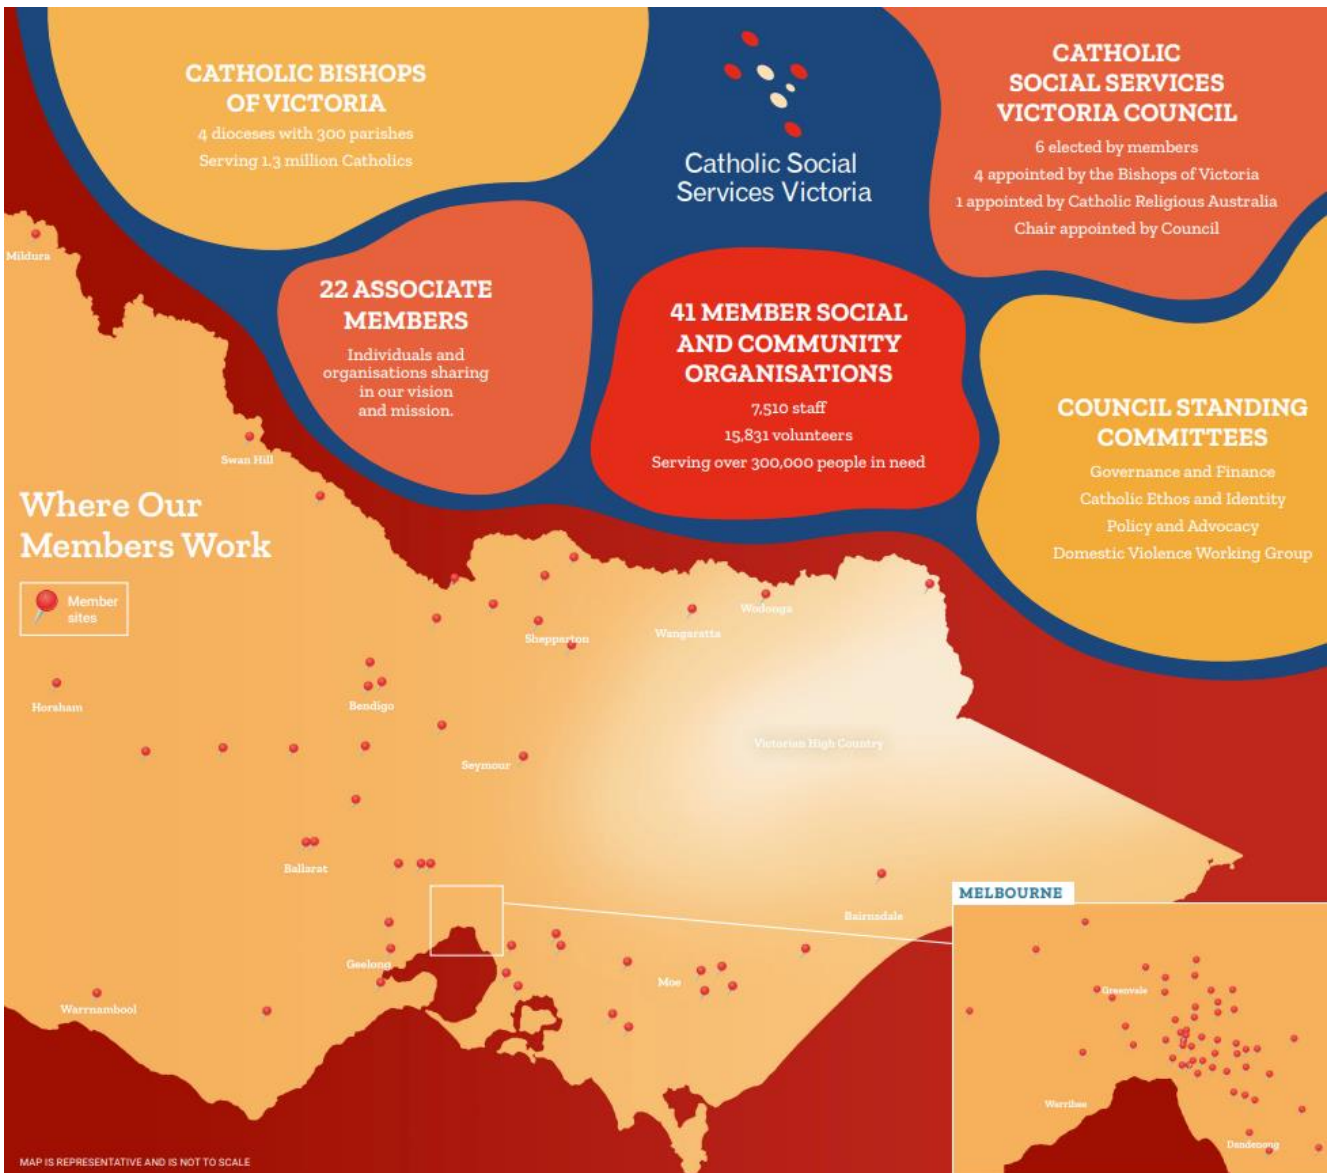 CATHOLIC BISHOPS
OF VICTORIA
4 dioceses with 300 parishes
Serving 1.3 million Catholics
Catholic Social
Services Victoria
CATHOLIC
SOCIAL SERVICES
VICTORIA COUNCIL
6 elected by members
4 appointed by the Bishops of Victoria
1 appointed by Catholic Religious Australia
Chair appointed by Council
22 ASSOCIATE
MEMBERS
Individuals and
organisations sharing
in our vision
and mission.
41 MEMBER SOCIAL
AND COMMUNITY
ORGANISATIONS
7,510 staff
15,831 volunteers
Serving over 300,000 people in need
COUNCIL STANDING
COMMITTEES
Governance and Finance
Catholic Ethos and Identity
Policy and Advocacy
Domestic Violence Working Group
Mildura
Swan Hill
Where Our
Members Work
Member
sites
Wodonga
Wangaratta
Shepparton
Horsham
Bendigo
Victorian High Country
Seymour
Ballarat
Bairnsdale
Geelong
Moe
Warrnambool
MELBOURNE
Greenvale
Werribee
Dandenong
MAP IS REPRESENTATIVE AND IS NOT TO SCALE